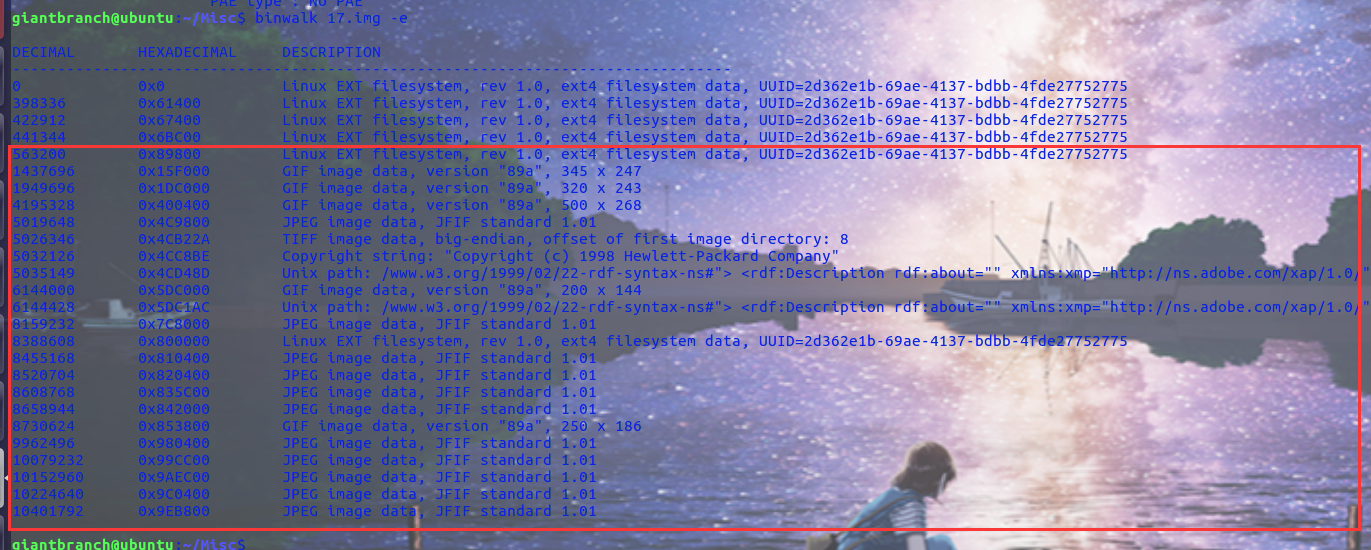 PAE type : NO PAE
giantbranch@ubuntu:~/Misc$ binwalk 17.img -e
DECIMAL HEXADECIMAL DESCRIPTION
--------------------------------------------------------------------------------
0 0x0 Linux EXT filesystem, rev 1.0, ext4 filesystem data, UUID=2d362e1b-69ae-4137-bdbb-4fde27752775
398336 0x61400 Linux EXT filesystem, rev 1.0, ext4 filesystem data, UUID=2d362e1b-69ae-4137-bdbb-4fde27752775
422912 0x67400 Linux EXT filesystem, rev 1.0, ext4 filesystem data, UUID=2d362e1b-69ae-4137-bdbb-4fde27752775
441344 0x6BC00 Linux EXT filesystem, rev 1.0, ext4 filesystem data, UUID=2d362e1b-69ae-4137-bdbb-4fde27752775
563200 0x89800 Linux EXT filesystem, rev 1.0, ext4 filesystem data, UUID=2d362e1b-69ae-4137-bdbb-4fde27752775
1437696 0x15F000 GIF image data, version "89a", 345 x 247
1949696 0x1DC000 GIF image data, version "89a", 320 x 243
4195328 0x400400 GIF image data, version "89a", 500 x 268
5019648 0x4C9800 JPEG image data, JFIF standard 1.01
5026346 0x4CB22A TIFF image data, big-endian, offset of first image directory: 8
5032126 0x4CC8BE Copyright string: "Copyright (c) 1998 Hewlett-Packard Company"
5035149 0x4CD48D Unix path: /www.w3.org/1999/02/22-rdf-syntax-ns#"> <rdf:Description rdf:about="" xmlns:xmp="http://ns.adobe.com/xap/1.0/"
6144000 0x5DC000 GIF image data, version "89a", 200 x 144
6144428 0x5DC1AC Unix path: /www.w3.org/1999/02/22-rdf-syntax-ns#"> <rdf:Description rdf:about="" xmlns:xmp="http://ns.adobe.com/xap/1.0/"
8159232 0x7C8000 JPEG image data, JFIF standard 1.01
8388608 0x800000 Linux EXT filesystem, rev 1.0, ext4 filesystem data, UUID=2d362e1b-69ae-4137-bdbb-4fde27752775
8455168 0x810400 JPEG image data, JFIF standard 1.01
8520704 0x820400 JPEG image data, JFIF standard 1.01
8608768 0x835C00 JPEG image data, JFIF standard 1.01
8658944 0x842000 JPEG image data, JFIF standard 1.01
8730624 0x853800 GIF image data, version "89a", 250 x 186
9962496 0x980400 JPEG image data, JFIF standard 1.01
10079232 0x99CC00 JPEG image data, JFIF standard 1.01
10152960 0x9AEC00 JPEG image data, JFIF standard 1.01
10224640 0x9C0400 JPEG image data, JFIF standard 1.01
10401792 0x9EB800 JPEG image data, JFIF standard 1.01
giantbranch@ubuntu:~/Misc$